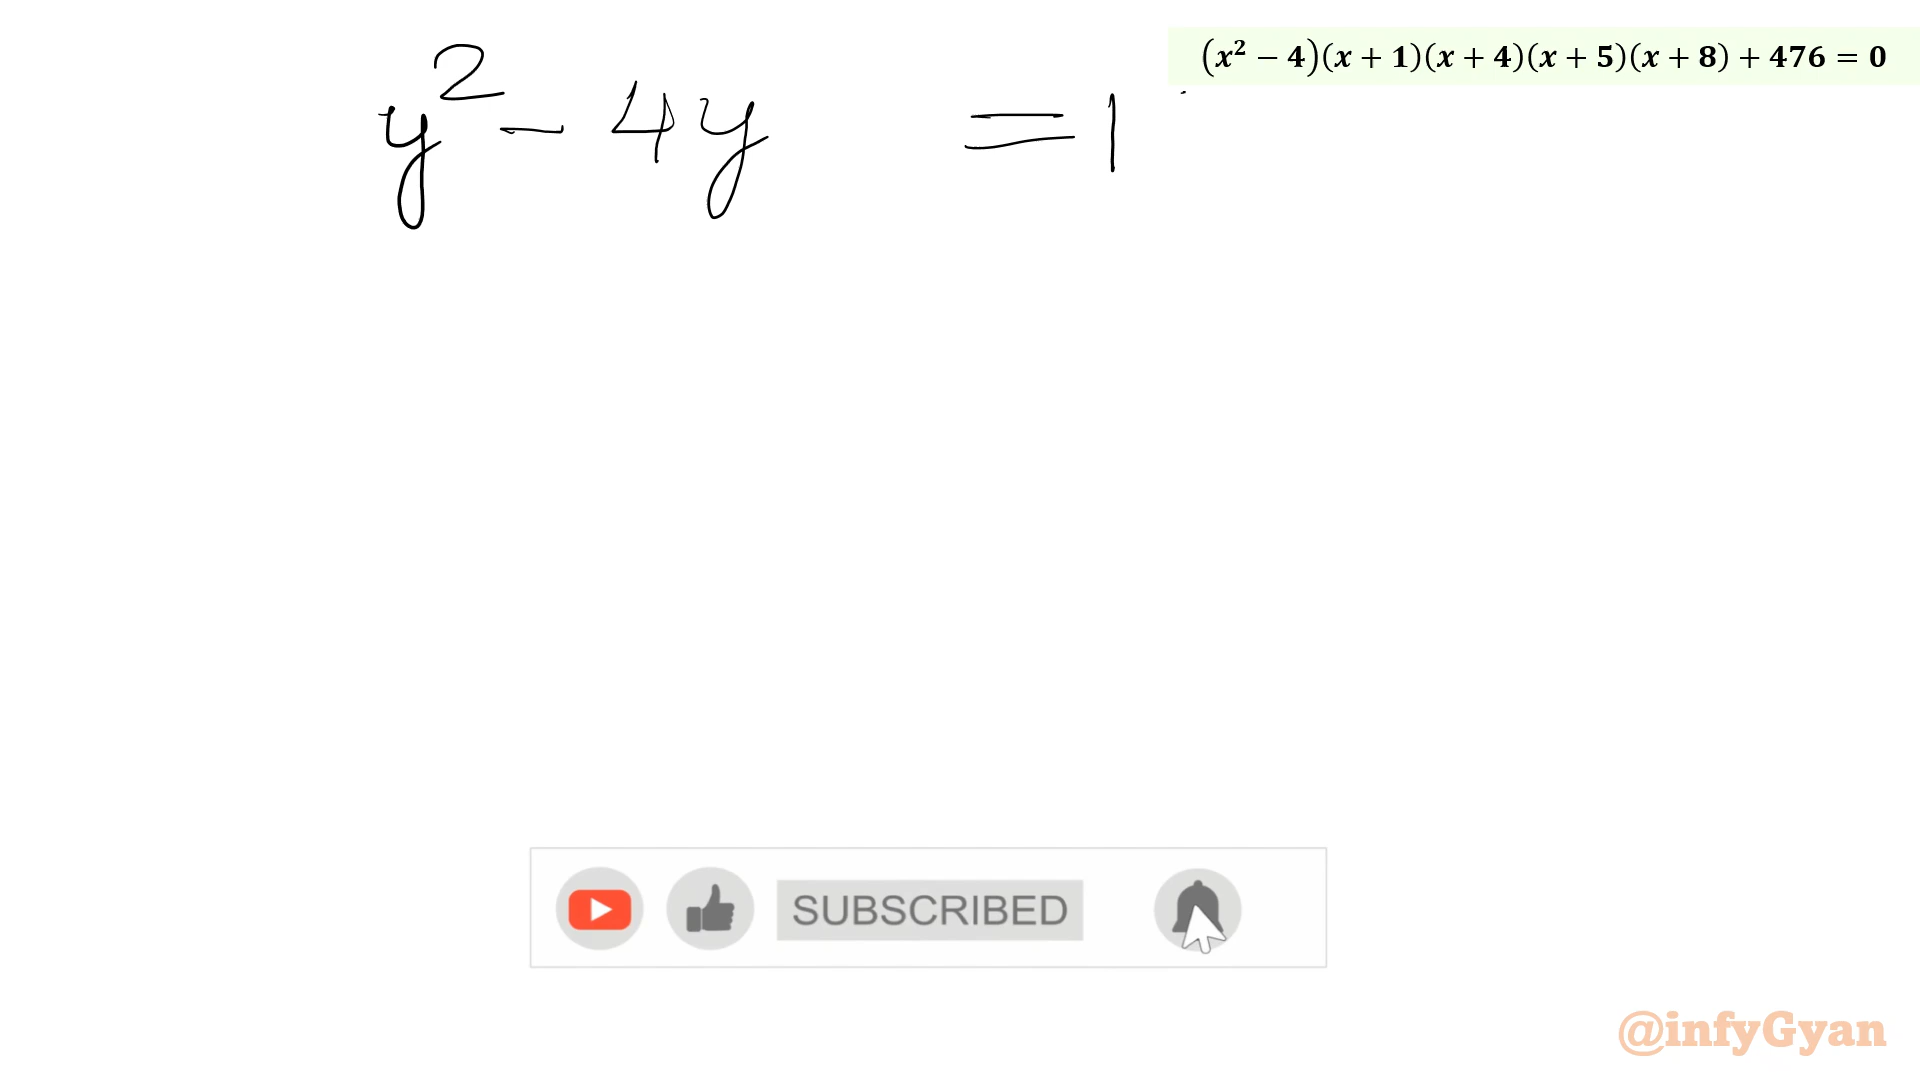 (x² − 4)(x + 1)(x + 4)(x + 5)(x + 8) + 476 = 0
y² − 4y = 1
SUBSCRIBED
@infyGyan